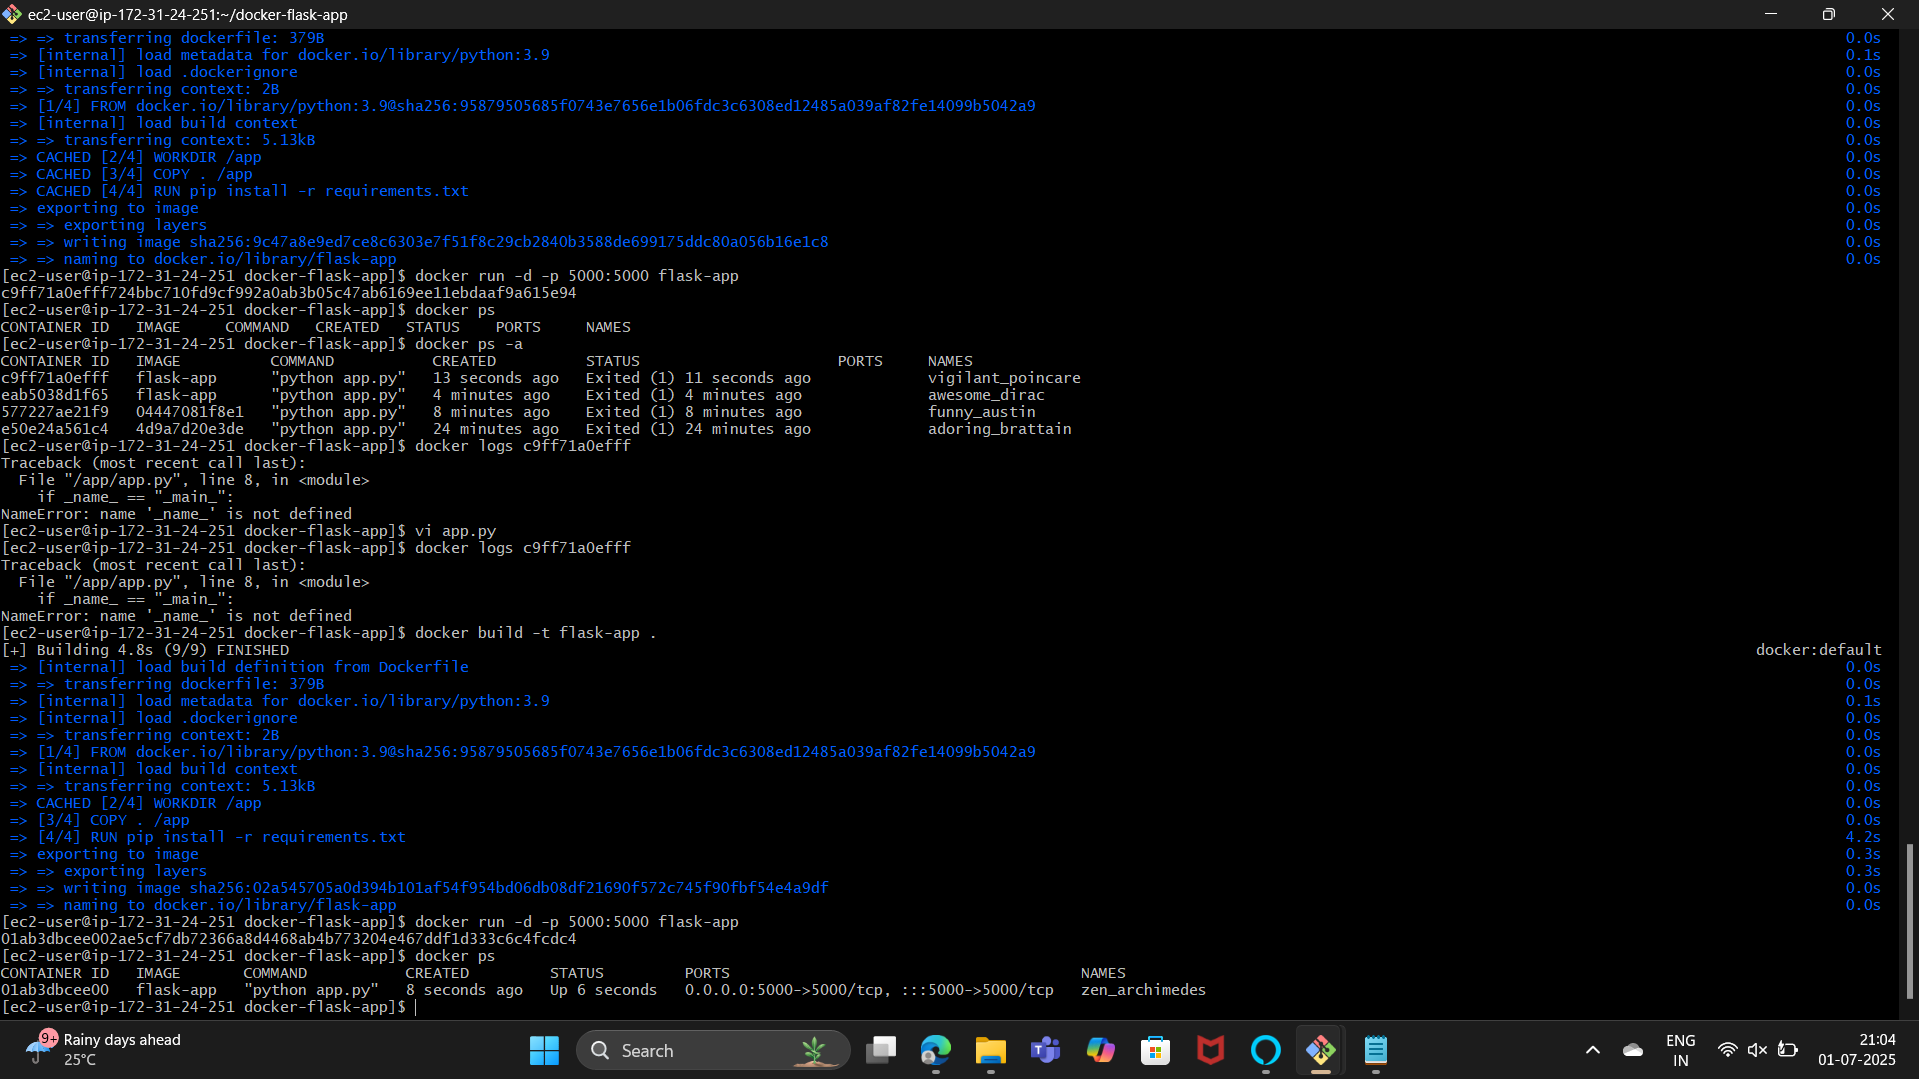 ec2-user@ip-172-31-24-251:~/docker-flask-app
=> => transferring dockerfile: 379B 0.0s
=> [internal] load metadata for docker.io/library/python:3.9 0.1s
=> [internal] load .dockerignore 0.0s
=> => transferring context: 2B 0.0s
=> [1/4] FROM docker.io/library/python:3.9@sha256:95879505685f0743e7656e1b06fdc3c6308ed12485a039af82fe14099b5042a9 0.0s
=> [internal] load build context 0.0s
=> => transferring context: 5.13kB 0.0s
=> CACHED [2/4] WORKDIR /app 0.0s
=> CACHED [3/4] COPY . /app 0.0s
=> CACHED [4/4] RUN pip install -r requirements.txt 0.0s
=> exporting to image 0.0s
=> => exporting layers 0.0s
=> => writing image sha256:9c47a8e9ed7ce8c6303e7f51f8c29cb2840b3588de699175ddc80a056b16e1c8 0.0s
=> => naming to docker.io/library/flask-app 0.0s
[ec2-user@ip-172-31-24-251 docker-flask-app]$ docker run -d -p 5000:5000 flask-app
c9ff71a0efff724bbc710fd9cf992a0ab3b05c47ab6169ee11ebdaaf9a615e94
[ec2-user@ip-172-31-24-251 docker-flask-app]$ docker ps
CONTAINER ID IMAGE COMMAND CREATED STATUS PORTS NAMES
[ec2-user@ip-172-31-24-251 docker-flask-app]$ docker ps -a
CONTAINER ID IMAGE COMMAND CREATED STATUS PORTS NAMES
c9ff71a0efff flask-app "python app.py" 13 seconds ago Exited (1) 11 seconds ago vigilant_poincare
eab5038d1f65 flask-app "python app.py" 4 minutes ago Exited (1) 4 minutes ago awesome_dirac
577227ae21f9 04447081f8e1 "python app.py" 8 minutes ago Exited (1) 8 minutes ago funny_austin
e50e24a561c4 4d9a7d20e3de "python app.py" 24 minutes ago Exited (1) 24 minutes ago adoring_brattain
[ec2-user@ip-172-31-24-251 docker-flask-app]$ docker logs c9ff71a0efff
Traceback (most recent call last):
File "/app/app.py", line 8, in <module>
if _name_ == "_main_":
NameError: name '_name_' is not defined
[ec2-user@ip-172-31-24-251 docker-flask-app]$ vi app.py
[ec2-user@ip-172-31-24-251 docker-flask-app]$ docker logs c9ff71a0efff
Traceback (most recent call last):
File "/app/app.py", line 8, in <module>
if _name_ == "_main_":
NameError: name '_name_' is not defined
[ec2-user@ip-172-31-24-251 docker-flask-app]$ docker build -t flask-app .
[+] Building 4.8s (9/9) FINISHED docker:default
=> [internal] load build definition from Dockerfile 0.0s
=> => transferring dockerfile: 379B 0.0s
=> [internal] load metadata for docker.io/library/python:3.9 0.1s
=> [internal] load .dockerignore 0.0s
=> => transferring context: 2B 0.0s
=> [1/4] FROM docker.io/library/python:3.9@sha256:95879505685f0743e7656e1b06fdc3c6308ed12485a039af82fe14099b5042a9 0.0s
=> [internal] load build context 0.0s
=> => transferring context: 5.13kB 0.0s
=> CACHED [2/4] WORKDIR /app 0.0s
=> [3/4] COPY . /app 0.0s
=> [4/4] RUN pip install -r requirements.txt 4.2s
=> exporting to image 0.3s
=> => exporting layers 0.3s
=> => writing image sha256:02a545705a0d394b101af54f954bd06db08df21690f572c745f90fbf54e4a9df 0.0s
=> => naming to docker.io/library/flask-app 0.0s
[ec2-user@ip-172-31-24-251 docker-flask-app]$ docker run -d -p 5000:5000 flask-app
01ab3dbcee002ae5cf7db72366a8d4468ab4b773204e467ddf1d333c6c4fcdc4
[ec2-user@ip-172-31-24-251 docker-flask-app]$ docker ps
CONTAINER ID IMAGE COMMAND CREATED STATUS PORTS NAMES
01ab3dbcee00 flask-app "python app.py" 8 seconds ago Up 6 seconds 0.0.0.0:5000->5000/tcp, :::5000->5000/tcp zen_archimedes
[ec2-user@ip-172-31-24-251 docker-flask-app]$
9+ Rainy days ahead
25°C
Search
ENG
IN
21:04
01-07-2025